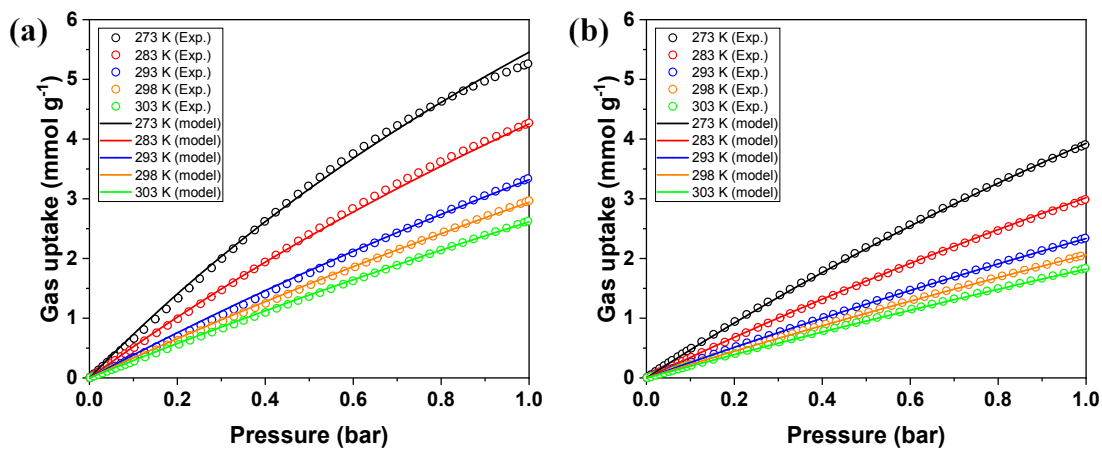 (a)
Gas uptake (mmol g⁻¹)
6
5
4
3
2
1
0
273 K (Exp.)
283 K (Exp.)
293 K (Exp.)
298 K (Exp.)
303 K (Exp.)
273 K (model)
283 K (model)
293 K (model)
298 K (model)
303 K (model)
0.0 0.2 0.4 0.6 0.8 1.0
Pressure (bar)
(b)
Gas uptake (mmol g⁻¹)
6
5
4
3
2
1
0
273 K (Exp.)
283 K (Exp.)
293 K (Exp.)
298 K (Exp.)
303 K (Exp.)
273 K (model)
283 K (model)
293 K (model)
298 K (model)
303 K (model)
0.0 0.2 0.4 0.6 0.8 1.0
Pressure (bar)